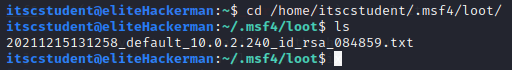 itscstudent@eliteHackerman:~$ cd /home/itscstudent/.msf4/loot/
itscstudent@eliteHackerman:~/.msf4/loot$ ls
20211215131258_default_10.0.2.240_id_rsa_084859.txt
itscstudent@eliteHackerman:~/.msf4/loot$